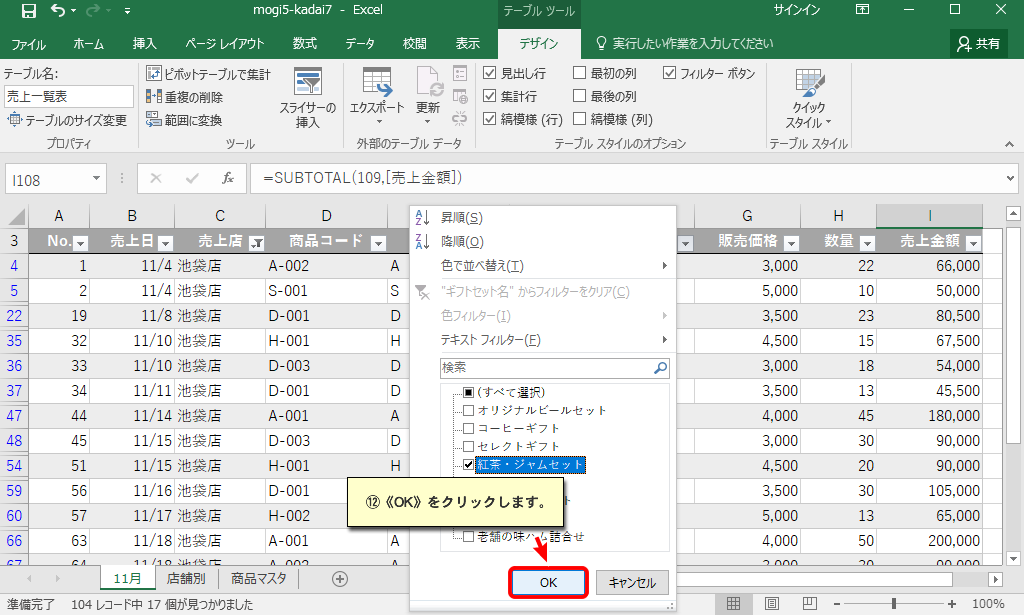 mogi5-kadai7 - Excel
テーブル ツール
サインイン
ファイル ホーム 挿入 ページ レイアウト 数式 データ 校閲 表示 デザイン 実行したい作業を入力してください 共有
テーブル名:
売上一覧表
テーブルのサイズ変更
プロパティ
ピボットテーブルで集計
重複の削除
範囲に変換
スライサーの
挿入
ツール
エクスポート
更新
外部のテーブル データ
見出し行 最初の列 フィルター ボタン
集計行 最後の列
縞模様 (行) 縞模様 (列)
テーブル スタイルのオプション
クイック
スタイル
テーブル スタイル
I108
fx
=SUBTOTAL(109,[売上金額])
A B C D G H I
3 No. 売上日 売上店 商品コード 販売価格 数量 売上金額
4 1 11/4 池袋店 A-002 A 3,000 22 66,000
5 2 11/4 池袋店 S-001 S 5,000 10 50,000
22 19 11/8 池袋店 D-001 D 3,500 23 80,500
35 32 11/10 池袋店 H-001 H 4,500 15 67,500
36 33 11/10 池袋店 D-003 D 3,000 18 54,000
37 34 11/11 池袋店 D-001 D 3,500 13 45,500
47 44 11/14 池袋店 A-001 A 4,000 45 180,000
48 45 11/15 池袋店 D-003 D 3,000 30 90,000
54 51 11/15 池袋店 H-001 H 4,500 20 90,000
59 56 11/16 池袋店 D-001 3,500 30 105,000
60 57 11/17 池袋店 H-002 5,000 13 65,000
66 63 11/18 池袋店 A-001 A 4,000 50 200,000
67 64 11/18 池袋店 A-002 3,000 30 90,000
昇順(S)
降順(O)
色で並べ替え(T)
"ギフトセット名" からフィルターをクリア(C)
色フィルター(I)
テキスト フィルター(F)
検索
(すべて選択)
オリジナルビールセット
コーヒーギフト
セレクトギフト
紅茶・ジャムセット
⑫《OK》をクリックします。
老舗の味ハム詰合せ
OK
キャンセル
11月 店舗別 商品マスタ
準備完了 104 レコード中 17 個が見つかりました
100%